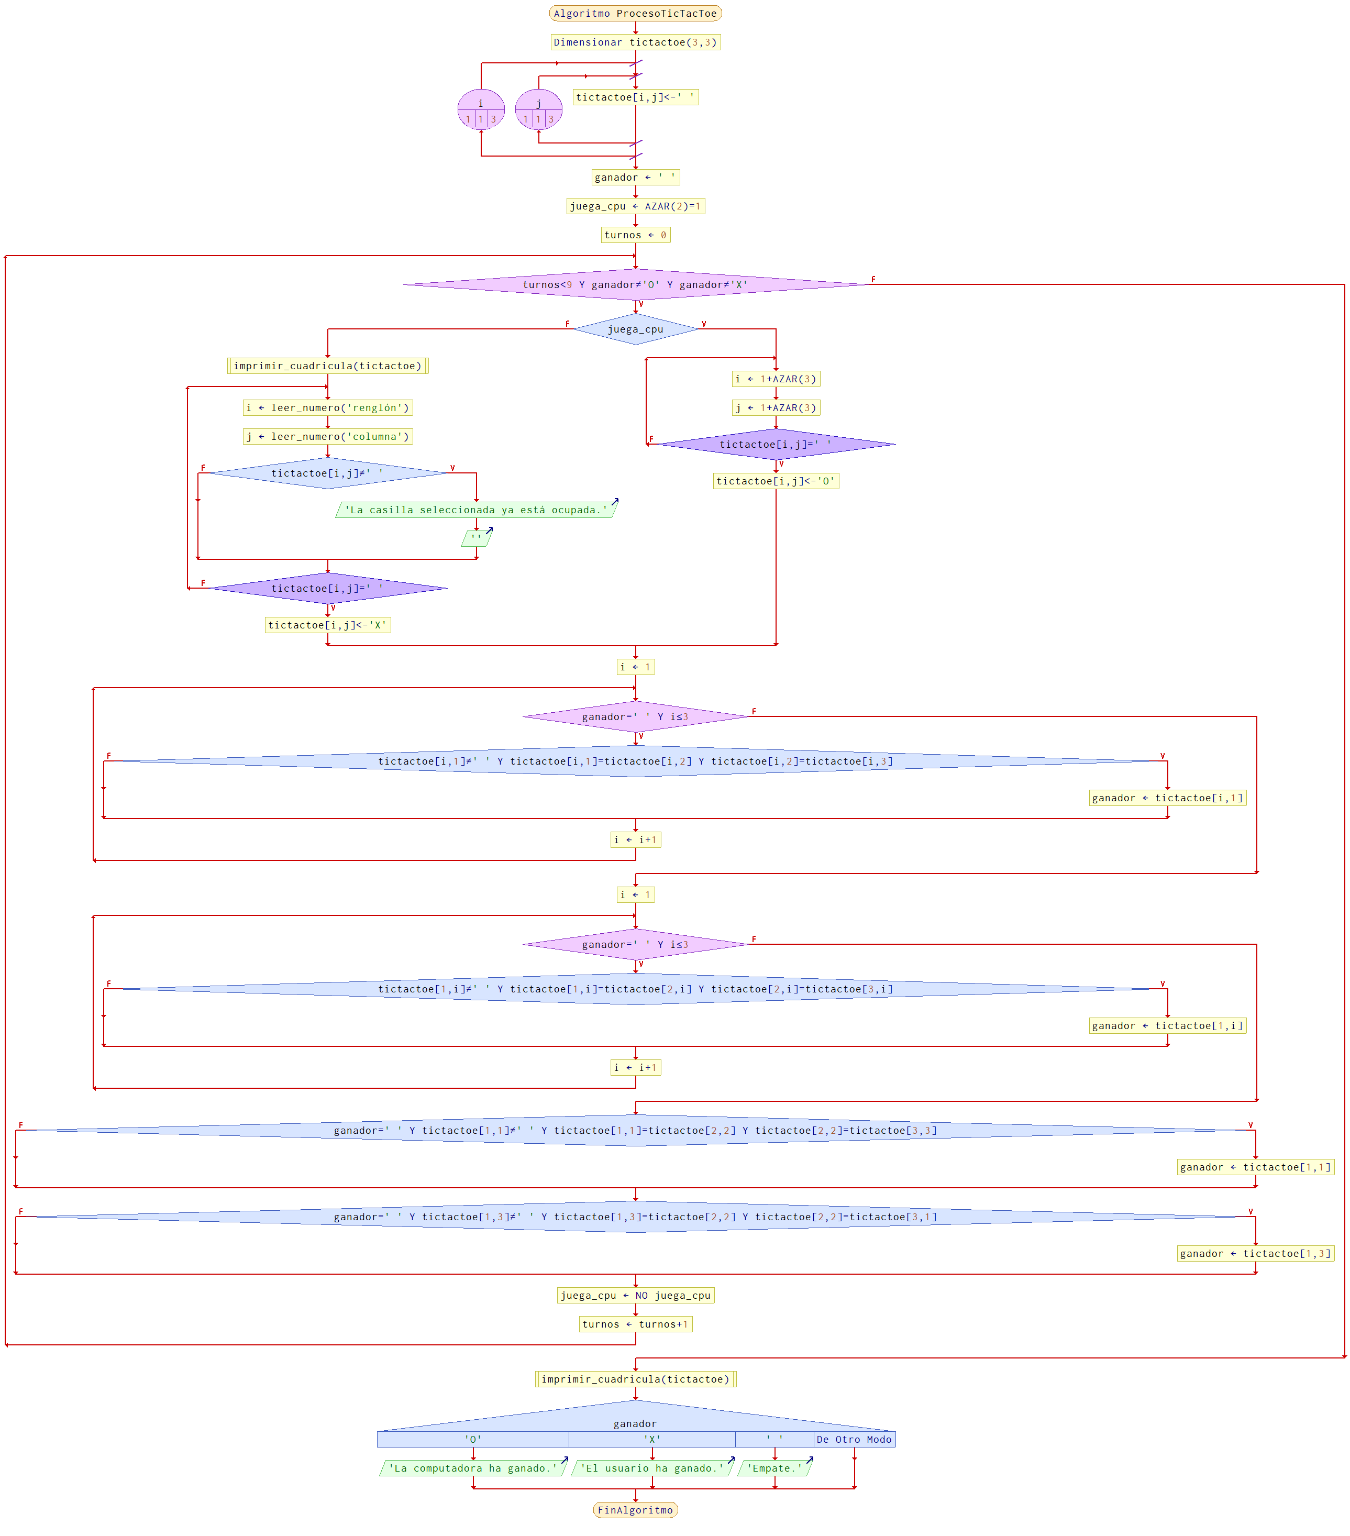 Algoritmo ProcesoTicTacToe
Dimensionar tictactoe(3,3)
i
1 1 3
j
1 1 3
tictactoe[i,j]<-' '
ganador ← ' '
juega_cpu ← AZAR(2)=1
turnos ← 0
turnos<9 Y ganador≠'O' Y ganador≠'X'
F
V
juega_cpu
F
V
imprimir_cuadricula(tictactoe)
i ← leer_numero('renglón')
j ← leer_numero('columna')
tictactoe[i,j]≠' '
F
V
'La casilla seleccionada ya está ocupada.'
''
tictactoe[i,j]=' '
F
V
tictactoe[i,j]<-'X'
i ← 1+AZAR(3)
j ← 1+AZAR(3)
tictactoe[i,j]=' '
F
V
tictactoe[i,j]<-'O'
i ← 1
ganador=' ' Y i≤3
F
V
tictactoe[i,1]≠' ' Y tictactoe[i,1]=tictactoe[i,2] Y tictactoe[i,2]=tictactoe[i,3]
F
V
ganador ← tictactoe[i,1]
i ← i+1
i ← 1
ganador=' ' Y i≤3
F
V
tictactoe[1,i]≠' ' Y tictactoe[1,i]=tictactoe[2,i] Y tictactoe[2,i]=tictactoe[3,i]
F
V
ganador ← tictactoe[1,i]
i ← i+1
ganador=' ' Y tictactoe[1,1]≠' ' Y tictactoe[1,1]=tictactoe[2,2] Y tictactoe[2,2]=tictactoe[3,3]
F
V
ganador ← tictactoe[1,1]
ganador=' ' Y tictactoe[1,3]≠' ' Y tictactoe[1,3]=tictactoe[2,2] Y tictactoe[2,2]=tictactoe[3,1]
F
V
ganador ← tictactoe[1,3]
juega_cpu ← NO juega_cpu
turnos ← turnos+1
imprimir_cuadricula(tictactoe)
ganador
'O' 'X' ' ' De Otro Modo
'La computadora ha ganado.' 'El usuario ha ganado.' 'Empate.'
FinAlgoritmo